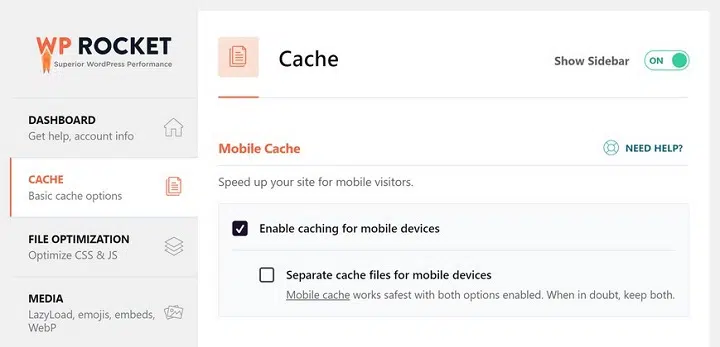 WP ROCKET
Superior WordPress Performance
DASHBOARD
Get help, account info
CACHE
Basic cache options
FILE OPTIMIZATION
Optimize CSS & JS
MEDIA
LazyLoad, emojis, embeds,
WebP
Cache
Show Sidebar
ON
Mobile Cache
NEED HELP?
Speed up your site for mobile visitors.
Enable caching for mobile devices
Separate cache files for mobile devices
Mobile cache works safest with both options enabled. When in doubt, keep both.